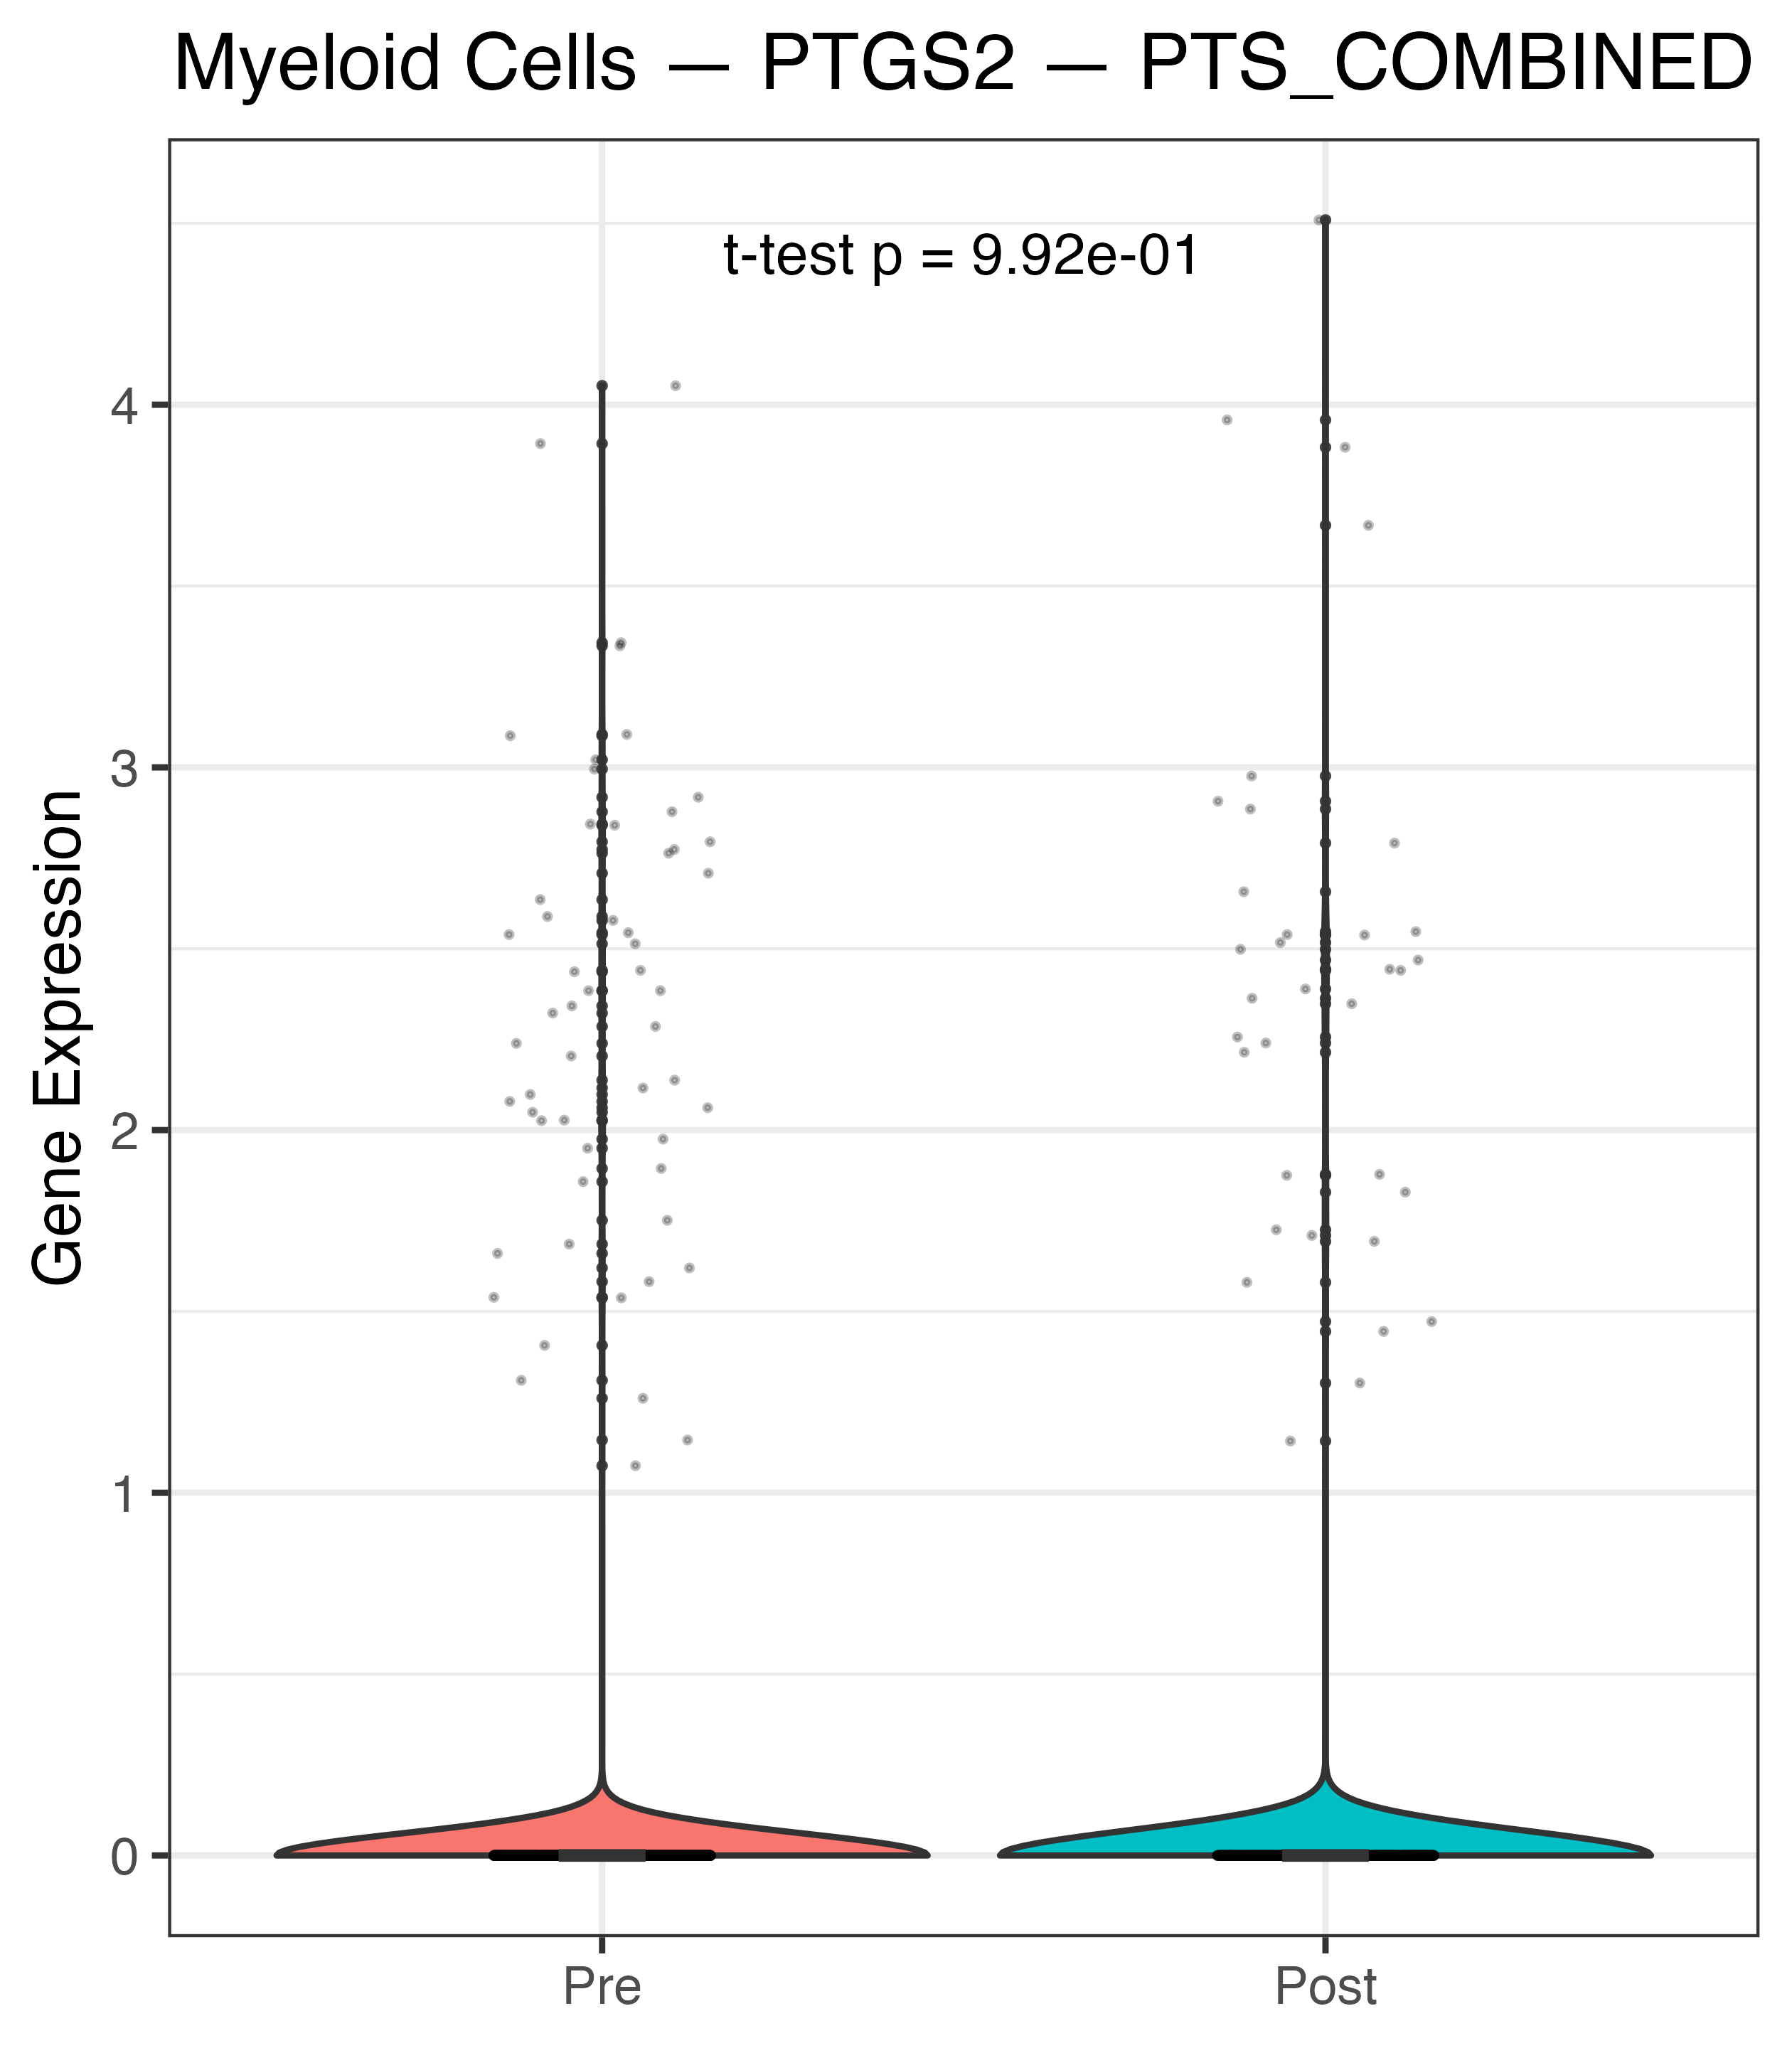 Myeloid Cells — PTGS2 — PTS_COMBINED
t-test p = 9.92e-01
Gene Expression
4
3
2
1
0
Pre
Post